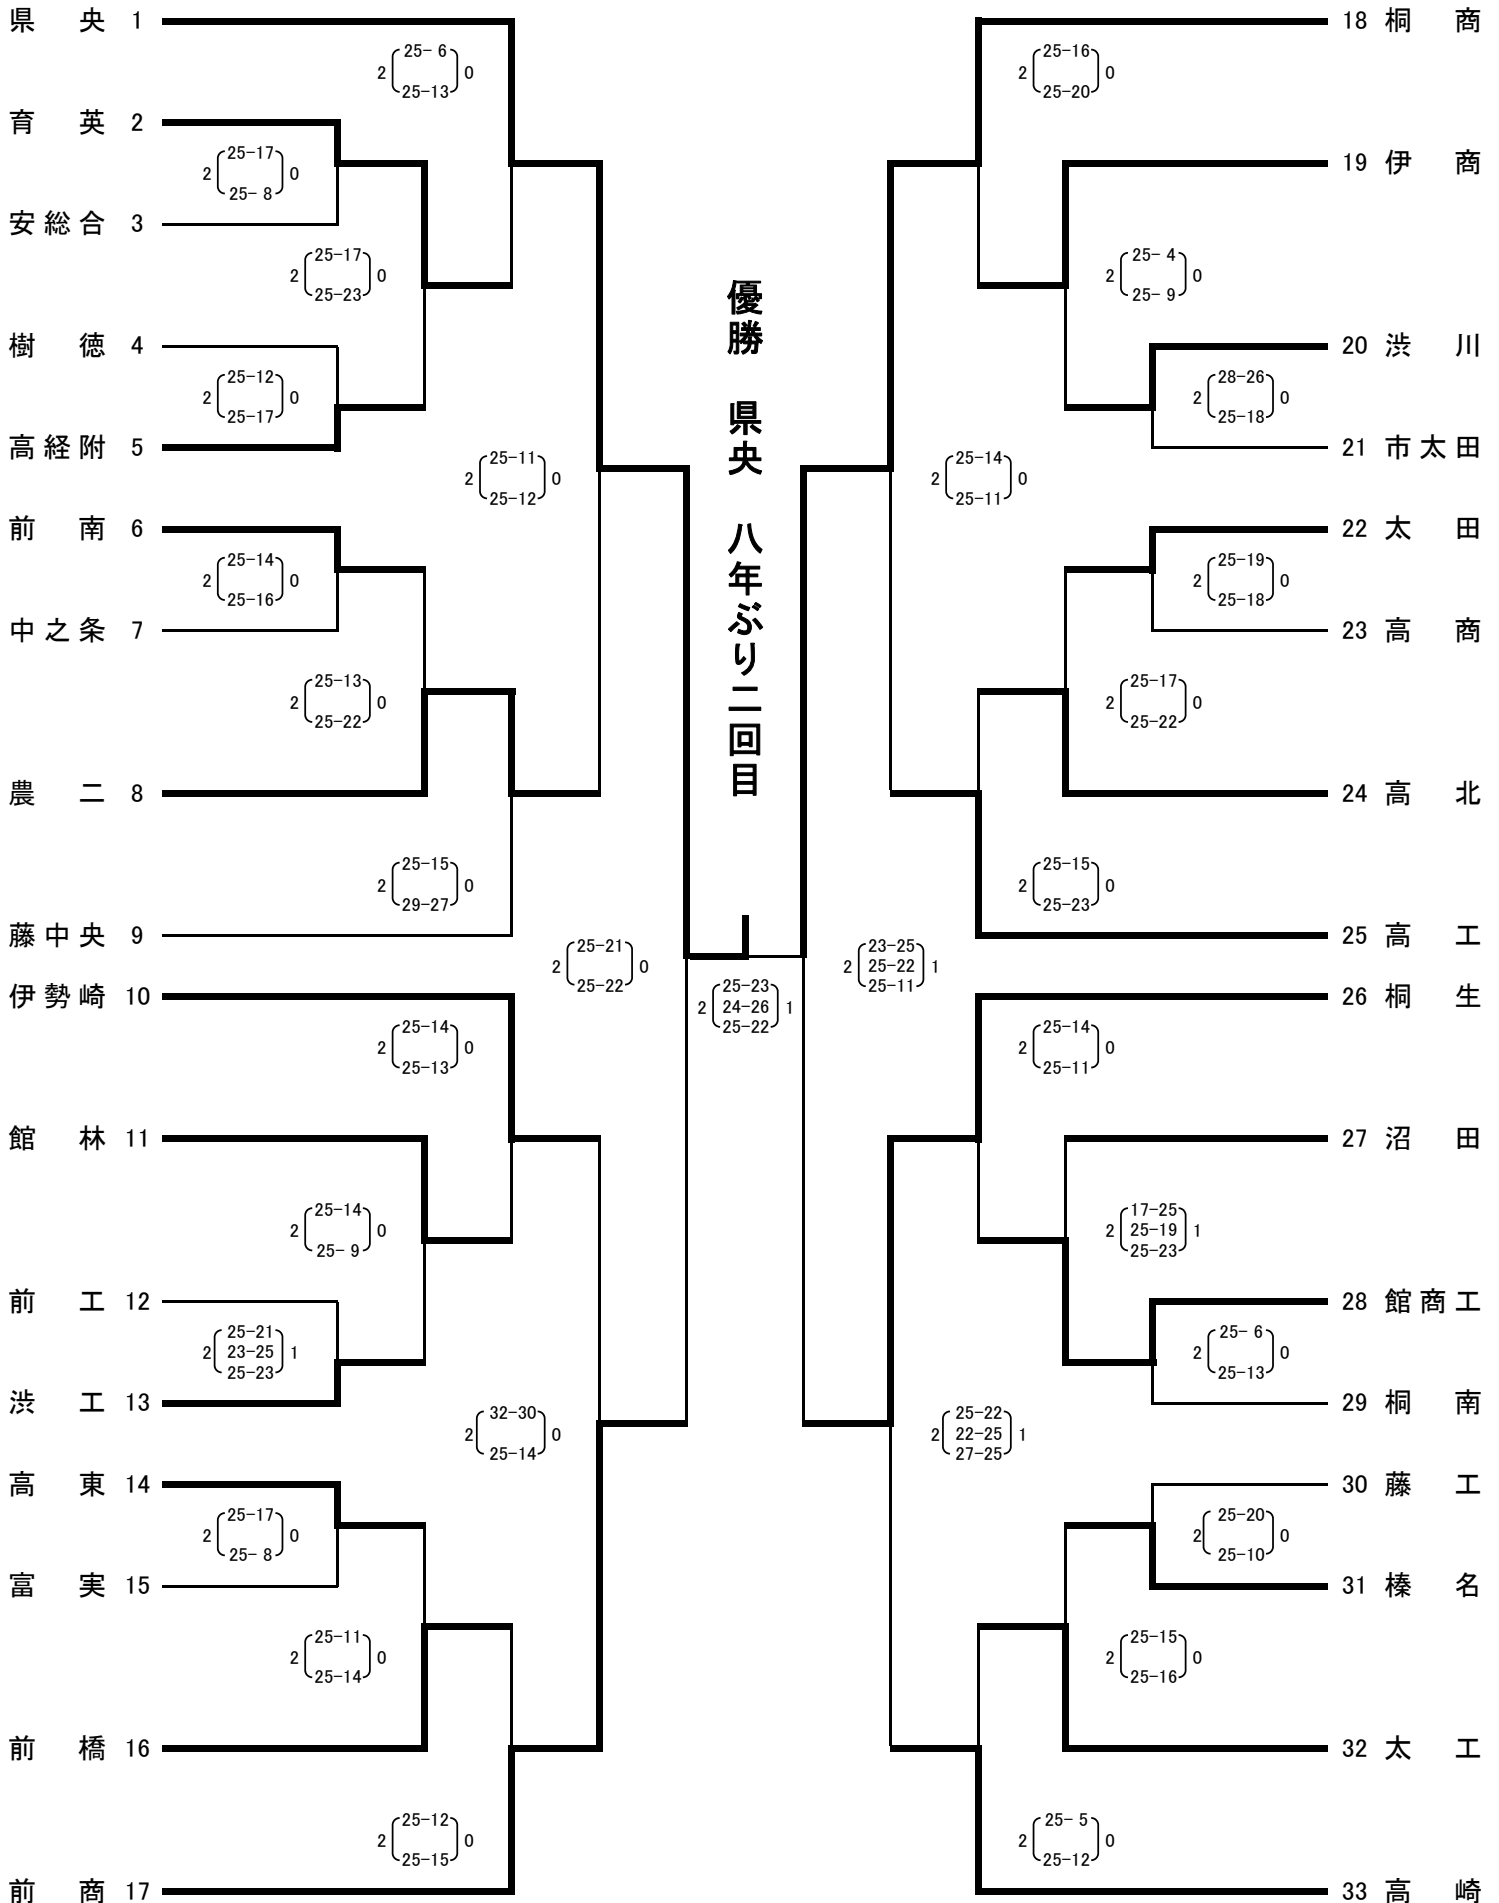 県央 1
2 25- 6 0
25-13
育英 2
2 25-17 0
25- 8
安総合 3
2 25-17 0
25-23
樹徳 4
2 25-12 0
25-17
高経附 5
2 25-11 0
25-12
前南 6
2 25-14 0
25-16
中之条 7
2 25-13 0
25-22
農二 8
2 25-15 0
29-27
藤中央 9
2 25-21 0
25-22
伊勢崎 10
2 25-14 0
25-13
館林 11
2 25-14 0
25- 9
前工 12
25-21
2 23-25 1
25-23
渋工 13
2 32-30 0
25-14
高東 14
2 25-17 0
25- 8
富実 15
2 25-11 0
25-14
前橋 16
2 25-12 0
25-15
前商 17
優勝 県央 八年ぶり二回目
25-23
2 24-26 1
25-22
18 桐商
2 25-16 0
25-20
19 伊商
2 25- 4 0
25- 9
20 渋川
2 28-26 0
25-18
21 市太田
2 25-14 0
25-11
22 太田
2 25-19 0
25-18
23 高商
2 25-17 0
25-22
24 高北
2 25-15 0
25-23
25 高工
23-25
2 25-22 1
25-11
26 桐生
2 25-14 0
25-11
27 沼田
17-25
2 25-19 1
25-23
28 館商工
2 25- 6 0
25-13
29 桐南
25-22
2 22-25 1
27-25
30 藤工
2 25-20 0
25-10
31 榛名
2 25-15 0
25-16
32 太工
2 25- 5 0
25-12
33 高崎